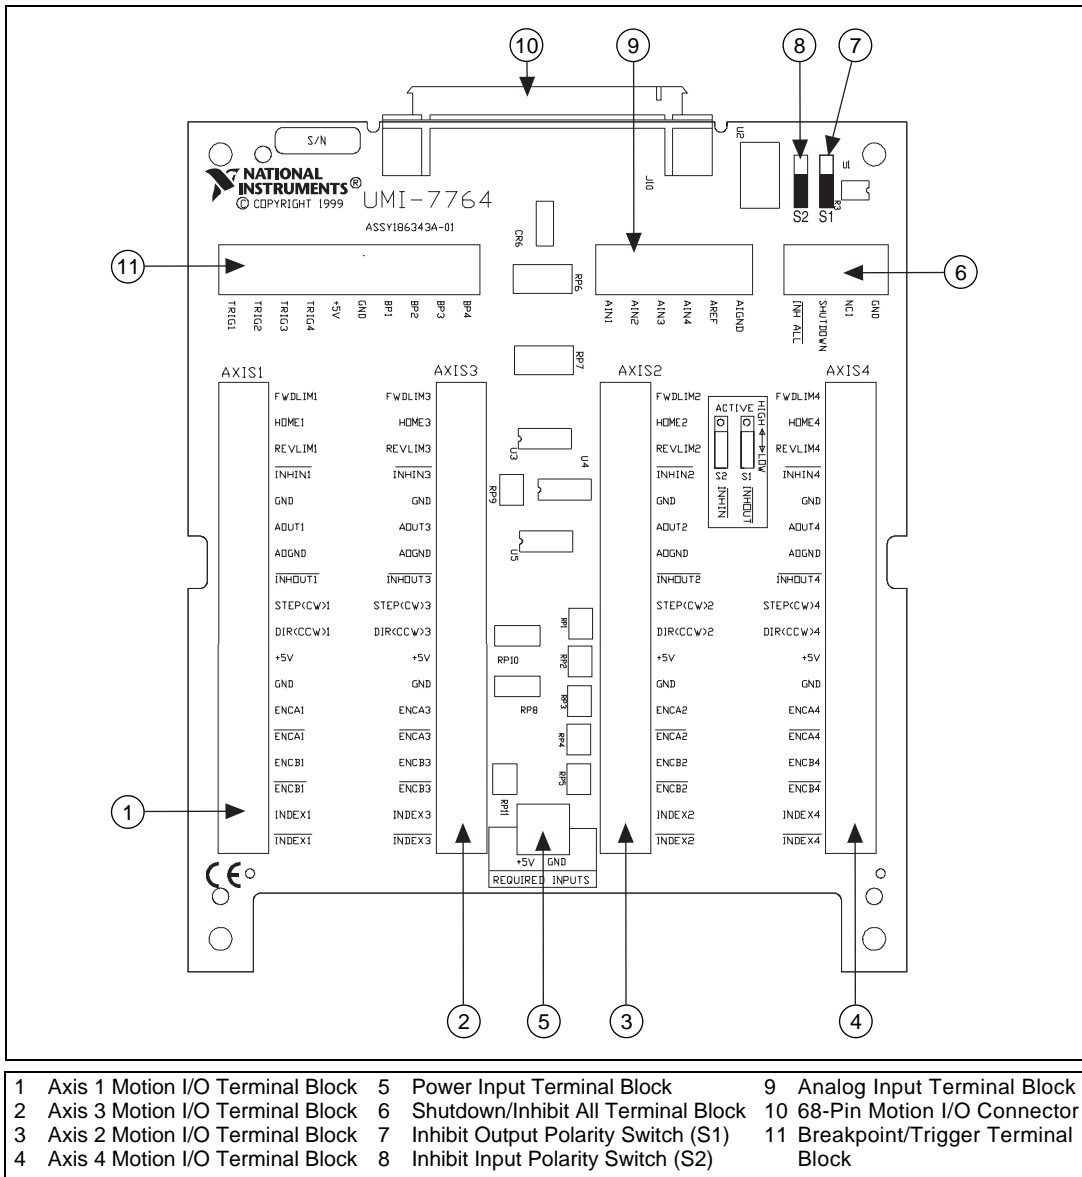 10
9
8
7
S/N
NATIONAL
INSTRUMENTS®
© COPYRIGHT 1999
UMI-7764
ASSY186343A-01
CR6
J10
U2
S2
S1
R3
U1
11
6
RP6
TRIG1
TRIG2
TRIG3
TRIG4
+5V
GND
BP1
BP2
BP3
BP4
AIN1
AIN2
AIN3
AIN4
AREF
AIGND
INH ALL
SHUTDOWN
NC1
GND
RP7
AXIS1
FWDLIM1
HOME1
REVLIM1
INHIN1
GND
AOUT1
AOGND
INHOUT1
STEP(CW)1
DIR(CCW)1
+5V
GND
ENCA1
ENCA1
ENCB1
ENCB1
INDEX1
INDEX1
AXIS3
FWDLIM3
HOME3
REVLIM3
INHIN3
GND
AOUT3
AOGND
INHOUT3
STEP(CW)3
DIR(CCW)3
+5V
GND
ENCA3
ENCA3
ENCB3
ENCB3
INDEX3
INDEX3
U3
U4
RP9
U5
RP1
RP10
RP2
RP8
RP3
RP4
RP5
RP11
+5V GND
REQUIRED INPUTS
AXIS2
FWDLIM2
HOME2
REVLIM2
INHIN2
GND
AOUT2
AOGND
INHOUT2
STEP(CW)2
DIR(CCW)2
+5V
GND
ENCA2
ENCA2
ENCB2
ENCB2
INDEX2
INDEX2
ACTIVE
HIGH
LOW
S2
S1
INHIN
INHOUT
AXIS4
FWDLIM4
HOME4
REVLIM4
INHIN4
GND
AOUT4
AOGND
INHOUT4
STEP(CW)4
DIR(CCW)4
+5V
GND
ENCA4
ENCA4
ENCB4
ENCB4
INDEX4
INDEX4
CE
1
2
5
3
4
1 Axis 1 Motion I/O Terminal Block
2 Axis 3 Motion I/O Terminal Block
3 Axis 2 Motion I/O Terminal Block
4 Axis 4 Motion I/O Terminal Block
5 Power Input Terminal Block
6 Shutdown/Inhibit All Terminal Block
7 Inhibit Output Polarity Switch (S1)
8 Inhibit Input Polarity Switch (S2)
9 Analog Input Terminal Block
10 68-Pin Motion I/O Connector
11 Breakpoint/Trigger Terminal
Block